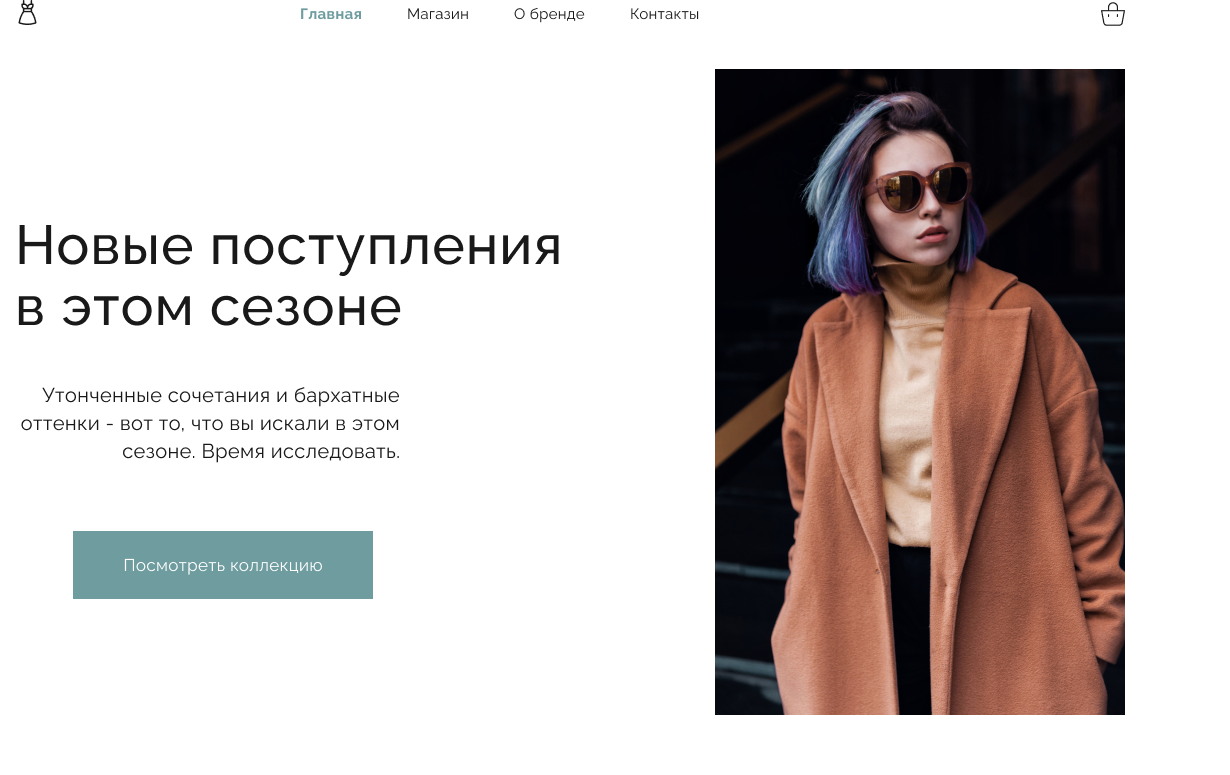 Главная
Магазин
О бренде
Контакты
Новые поступления
в этом сезоне
Утонченные сочетания и бархатные
оттенки - вот то, что вы искали в этом
сезоне. Время исследовать.
Посмотреть коллекцию